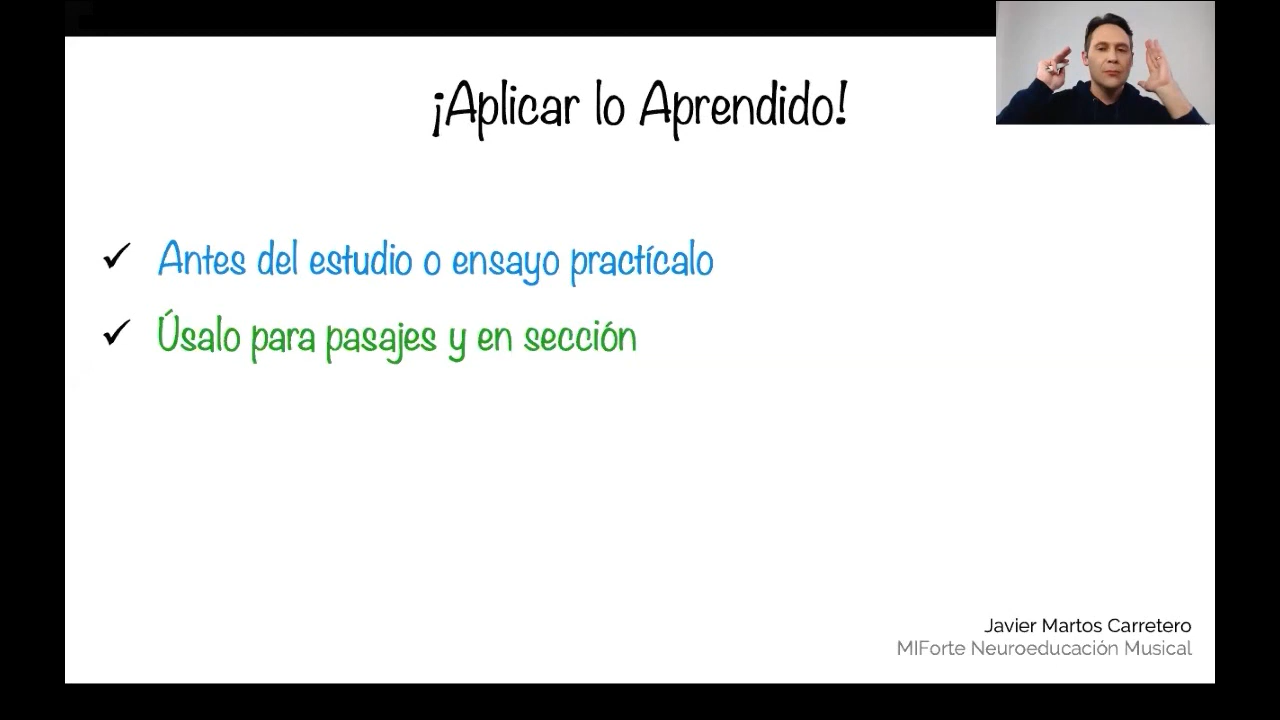 ¡Aplicar lo Aprendido!
Antes del estudio o ensayo practícalo
Úsalo para pasajes y en sección
Javier Martos Carretero
MIForte Neuroeducación Musical